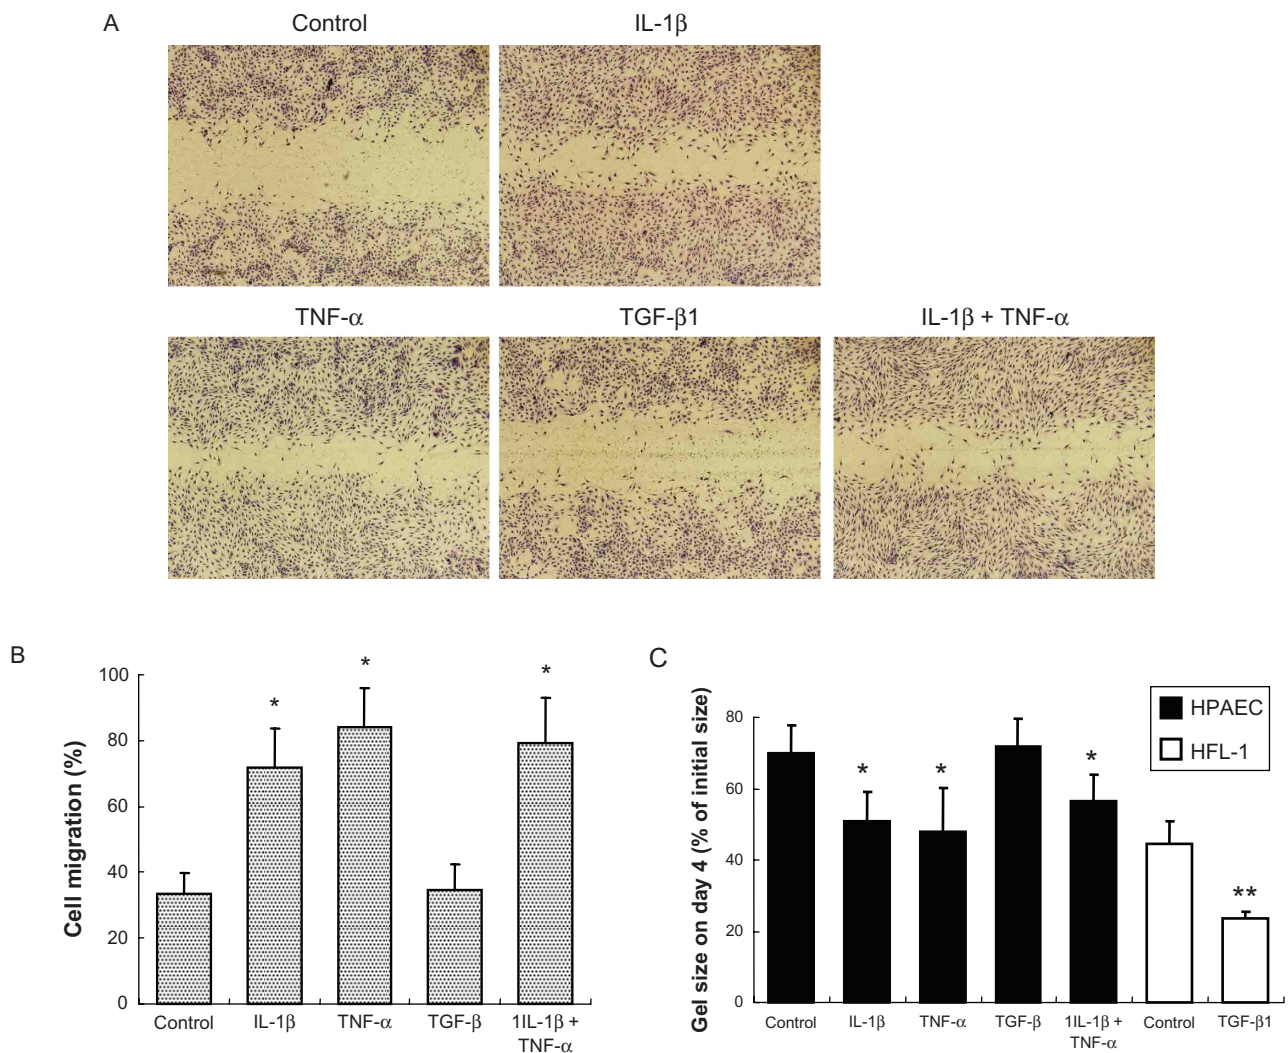 A
Control
IL-1β
TNF-α
TGF-β1
IL-1β + TNF-α
B
Cell migration (%)
100
80
60
40
20
0
*
*
*
Control
IL-1β
TNF-α
TGF-β
1IL-1β +
TNF-α
C
Gel size on day 4 (% of initial size)
80
60
40
20
0
*
*
*
**
HPAEC
HFL-1
Control
IL-1β
TNF-α
TGF-β
1IL-1β +
TNF-α
Control
TGF-β1